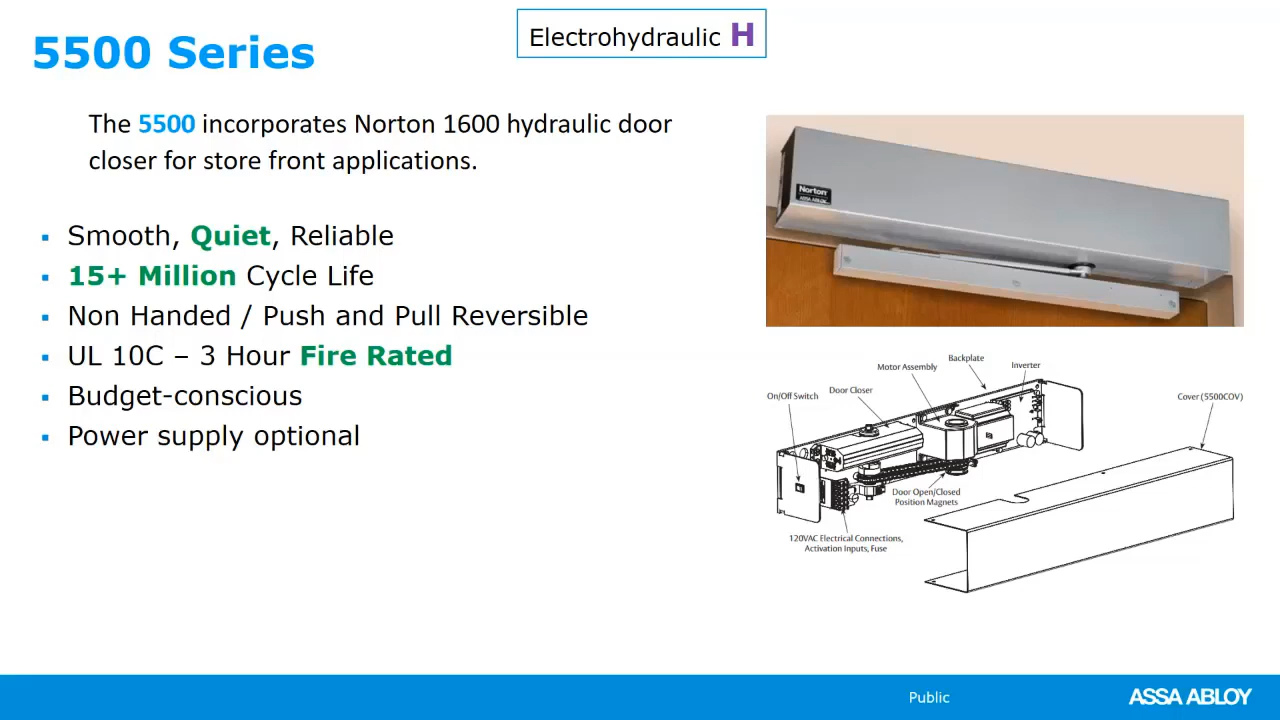 Electrohydraulic H
5500 Series
The 5500 incorporates Norton 1600 hydraulic door
closer for store front applications.
▪ Smooth, Quiet, Reliable
▪ 15+ Million Cycle Life
▪ Non Handed / Push and Pull Reversible
▪ UL 10C – 3 Hour Fire Rated
▪ Budget-conscious
▪ Power supply optional
Norton
ASSA ABLOY
Backplate
Motor Assembly
Inverter
Door Closer
On/Off Switch
Cover (5500COV)
Door Open/Closed
Position Magnets
120VAC Electrical Connections,
Activation Inputs, Fuse
Public
ASSA ABLOY